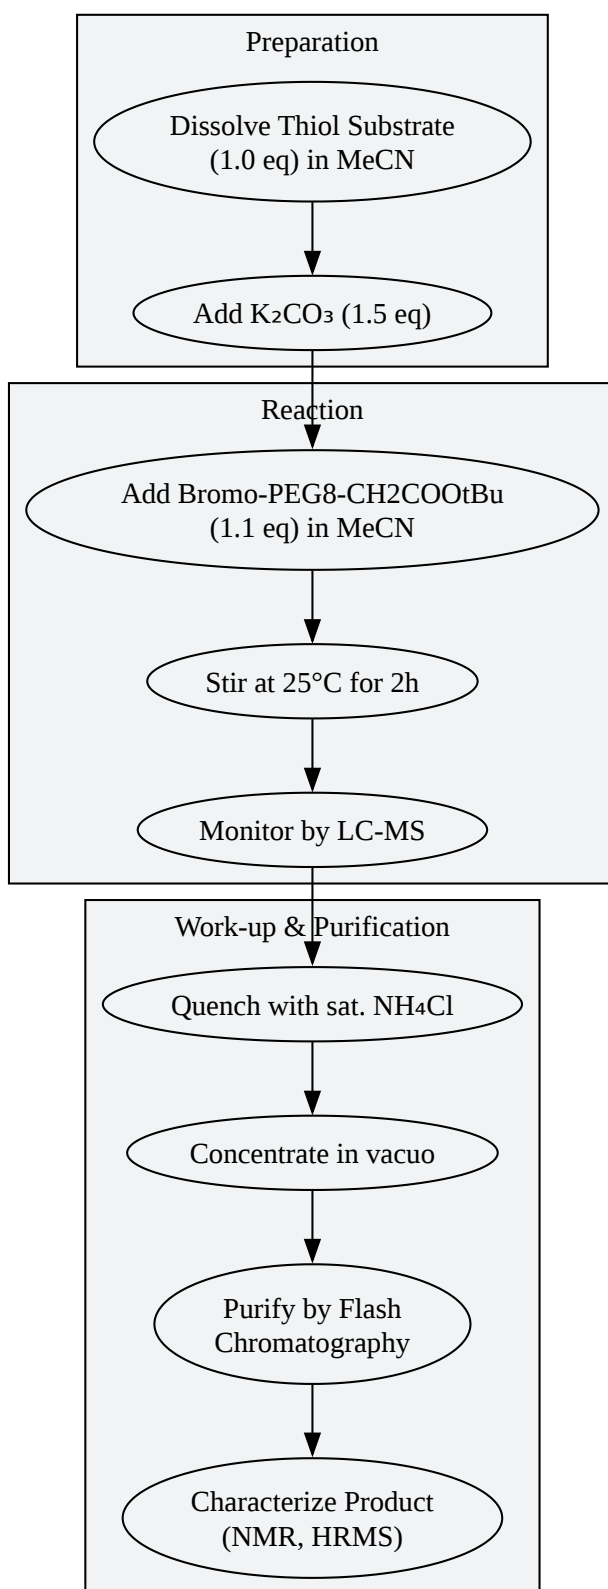 Preparation
Dissolve Thiol Substrate
(1.0 eq) in MeCN
Add K₂CO₃ (1.5 eq)
Reaction
Add Bromo-PEG8-CH2COOtBu
(1.1 eq) in MeCN
Stir at 25°C for 2h
Monitor by LC-MS
Work-up & Purification
Quench with sat. NH₄Cl
Concentrate in vacuo
Purify by Flash
Chromatography
Characterize Product
(NMR, HRMS)